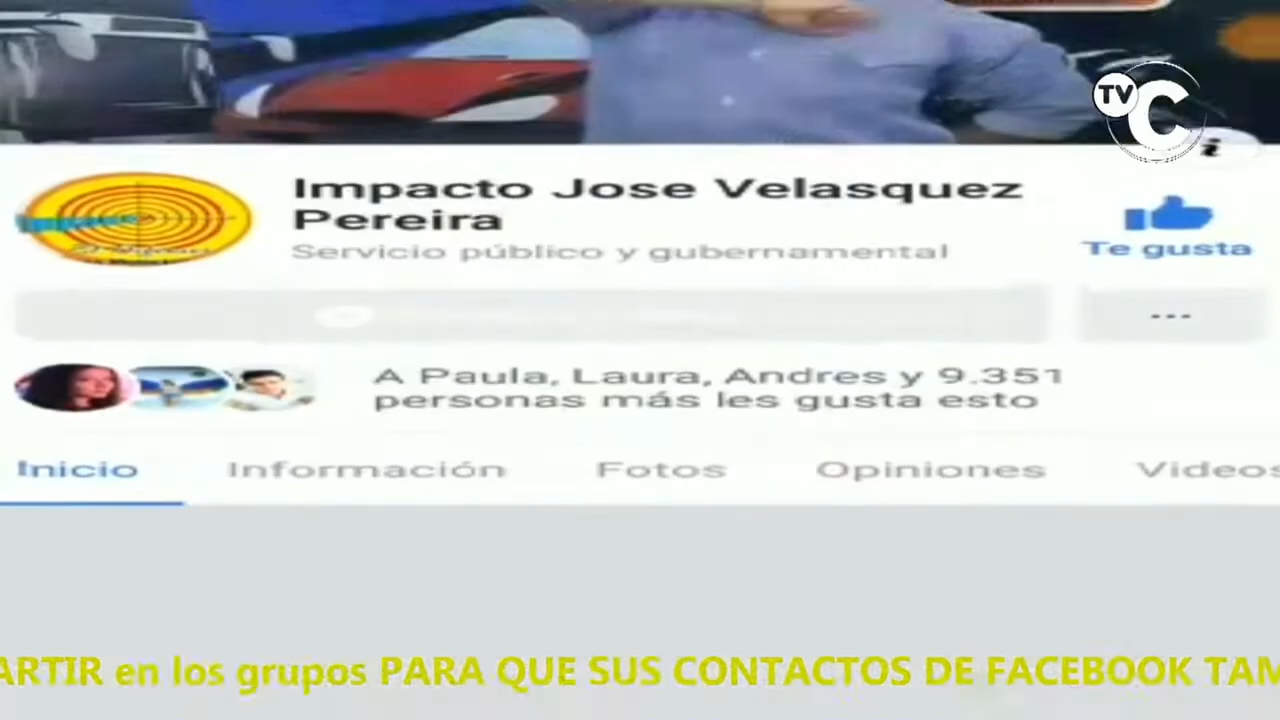 TV C
i
Impacto Jose Velasquez
Pereira
Servicio público y gubernamental
Te gusta
...
A Paula, Laura, Andres y 9.351
personas más les gusta esto
Inicio Información Fotos Opiniones Videos
ARTIR en los grupos PARA QUE SUS CONTACTOS DE FACEBOOK TAM